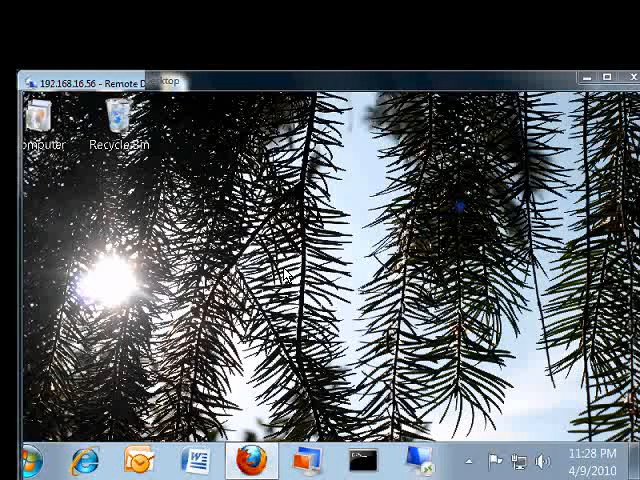 192.168.16.56 - Remote Desktop
omputer
Recycle Bin
11:28 PM
4/9/2010